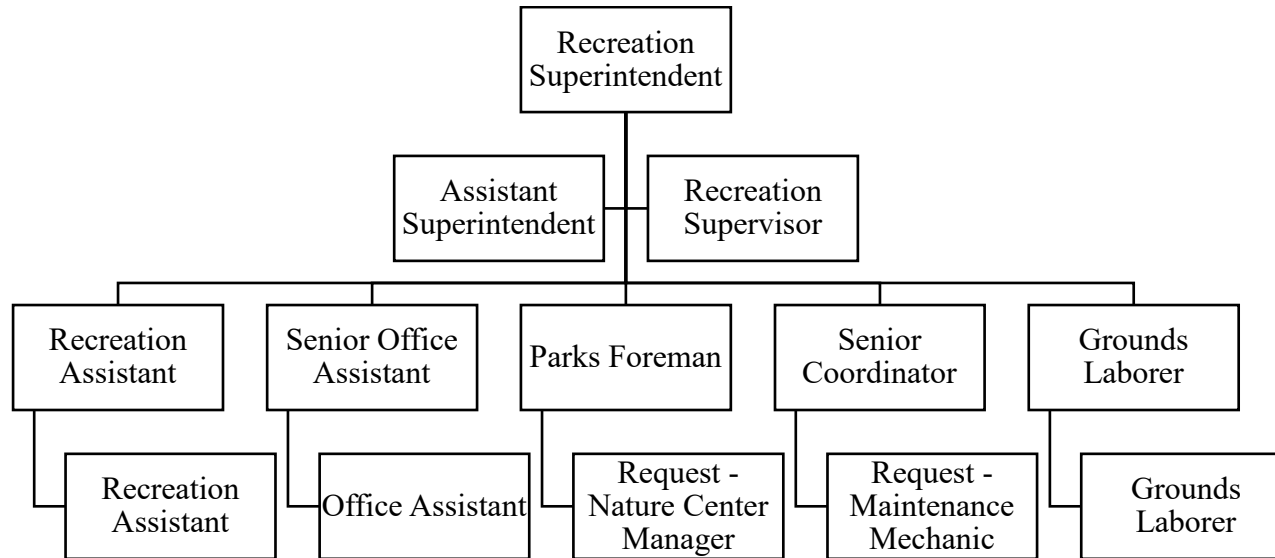 Recreation
Superintendent
Assistant
Superintendent
Recreation
Supervisor
Recreation
Assistant
Senior Office
Assistant
Parks Foreman
Senior
Coordinator
Grounds
Laborer
Recreation
Assistant
Office Assistant
Request -
Nature Center
Manager
Request -
Maintenance
Mechanic
Grounds
Laborer